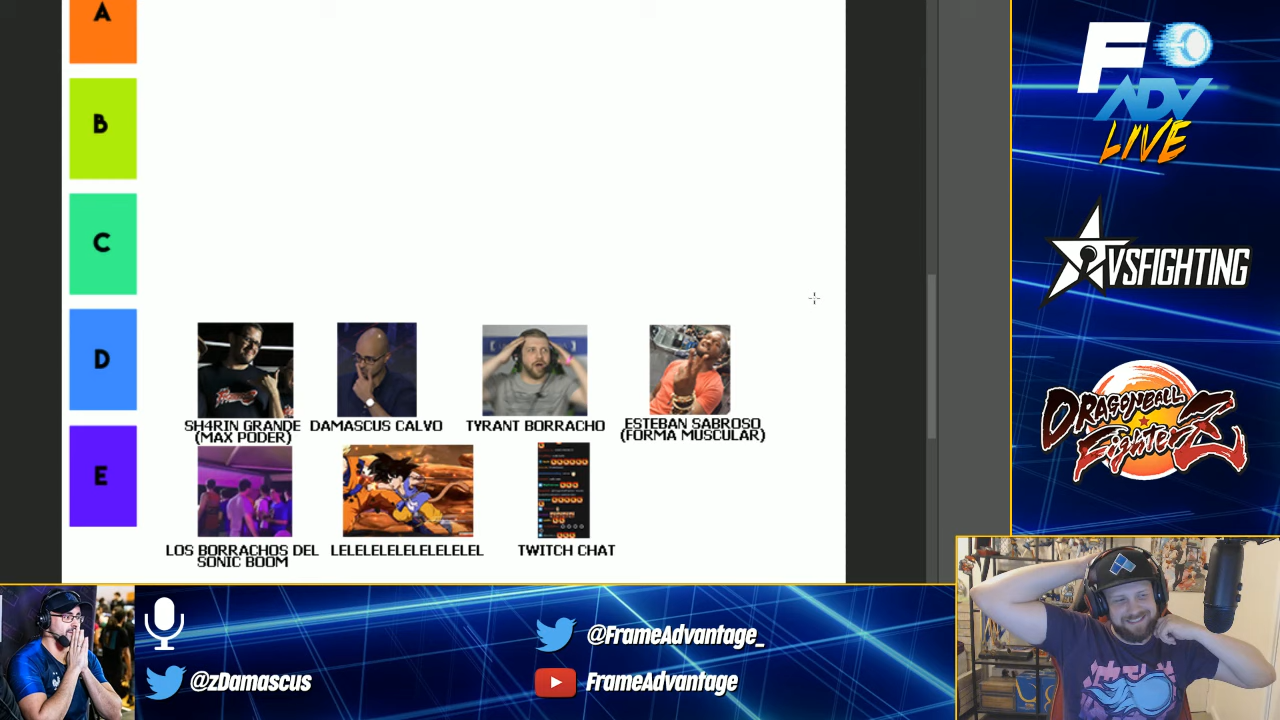 A
B
C
D
E
SH4RIN GRANDE
(MAX PODER)
DAMASCUS CALVO
TYRANT BORRACHO
ESTEBAN SABROSO
(FORMA MUSCULAR)
LOS BORRACHOS DEL
SONIC BOOM
LELELELELELELELEL
TWITCH CHAT
F
ADV
LIVE
VSFIGHTING
DRAGONBALL
FighterZ
@zDamascus
@FrameAdvantage_
FrameAdvantage